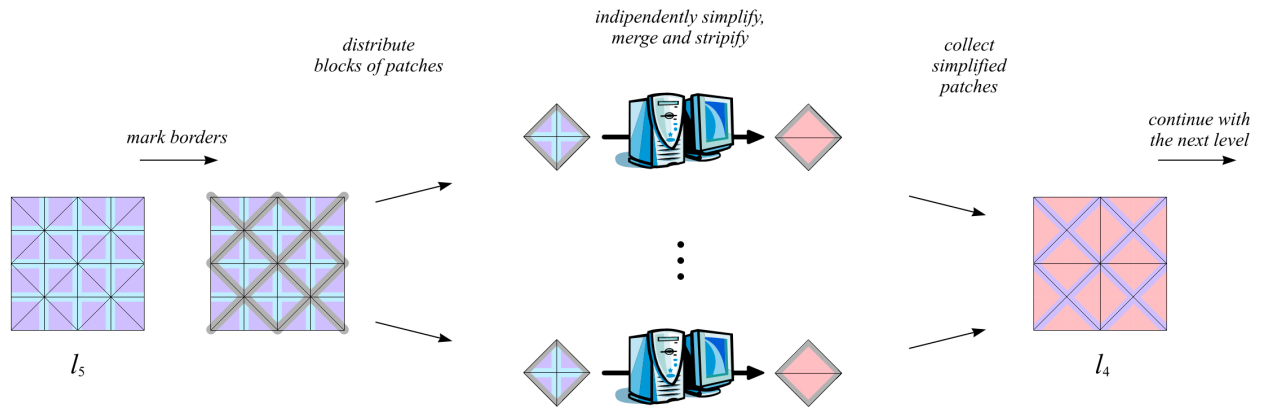 indipendently simplify,
merge and stripify
distribute
blocks of patches
collect
simplified
patches
mark borders
continue with
the next level
l5
l4